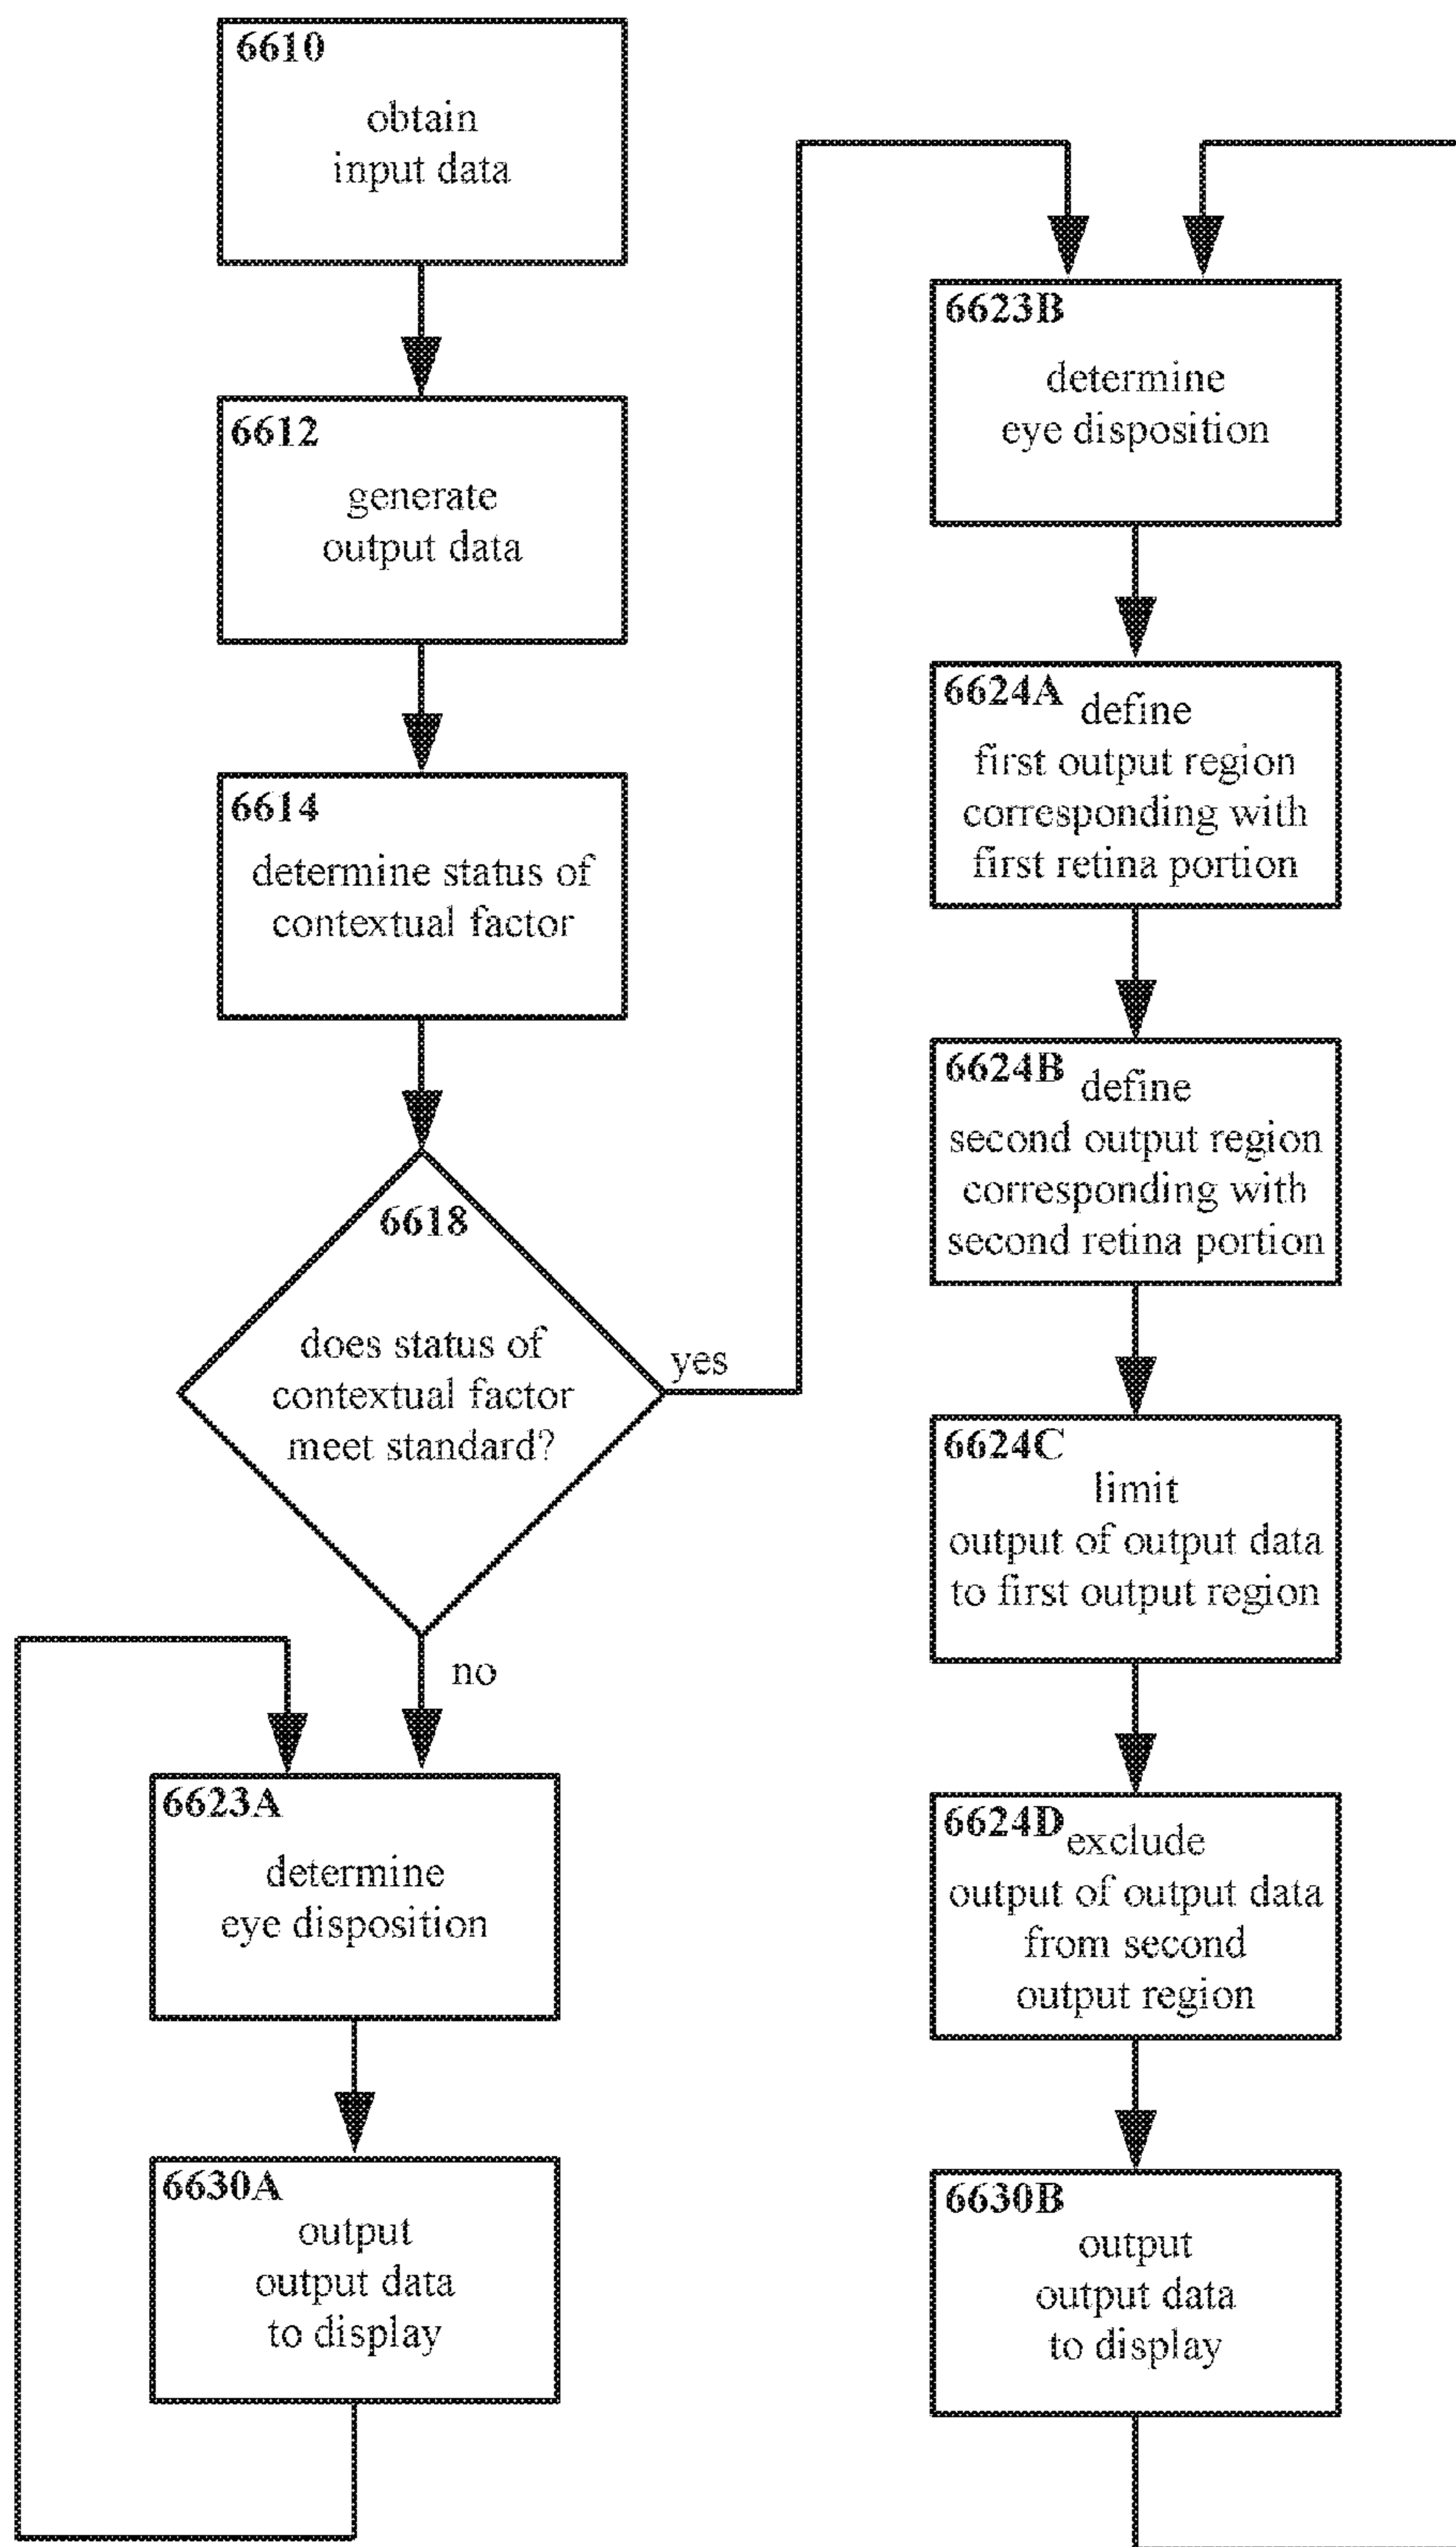 6610
obtain
input data
6612
generate
output data
6614
determine status of
contextual factor
6618
does status of
contextual factor
meet standard?
yes
no
6623A
determine
eye disposition
6630A
output
output data
to display
6623B
determine
eye disposition
6624A
define
first output region
corresponding with
first retina portion
6624B
define
second output region
corresponding with
second retina portion
6624C
limit
output of output data
to first output region
6624D
exclude
output of output data
from second
output region
6630B
output
output data
to display